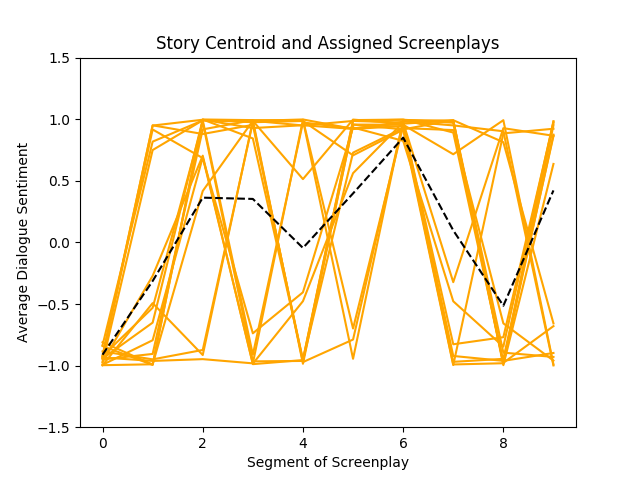 Story Centroid and Assigned Screenplays
1.5
1.0
0.5
0.0
−0.5
−1.0
−1.5
Average Dialogue Sentiment
0 2 4 6 8
Segment of Screenplay